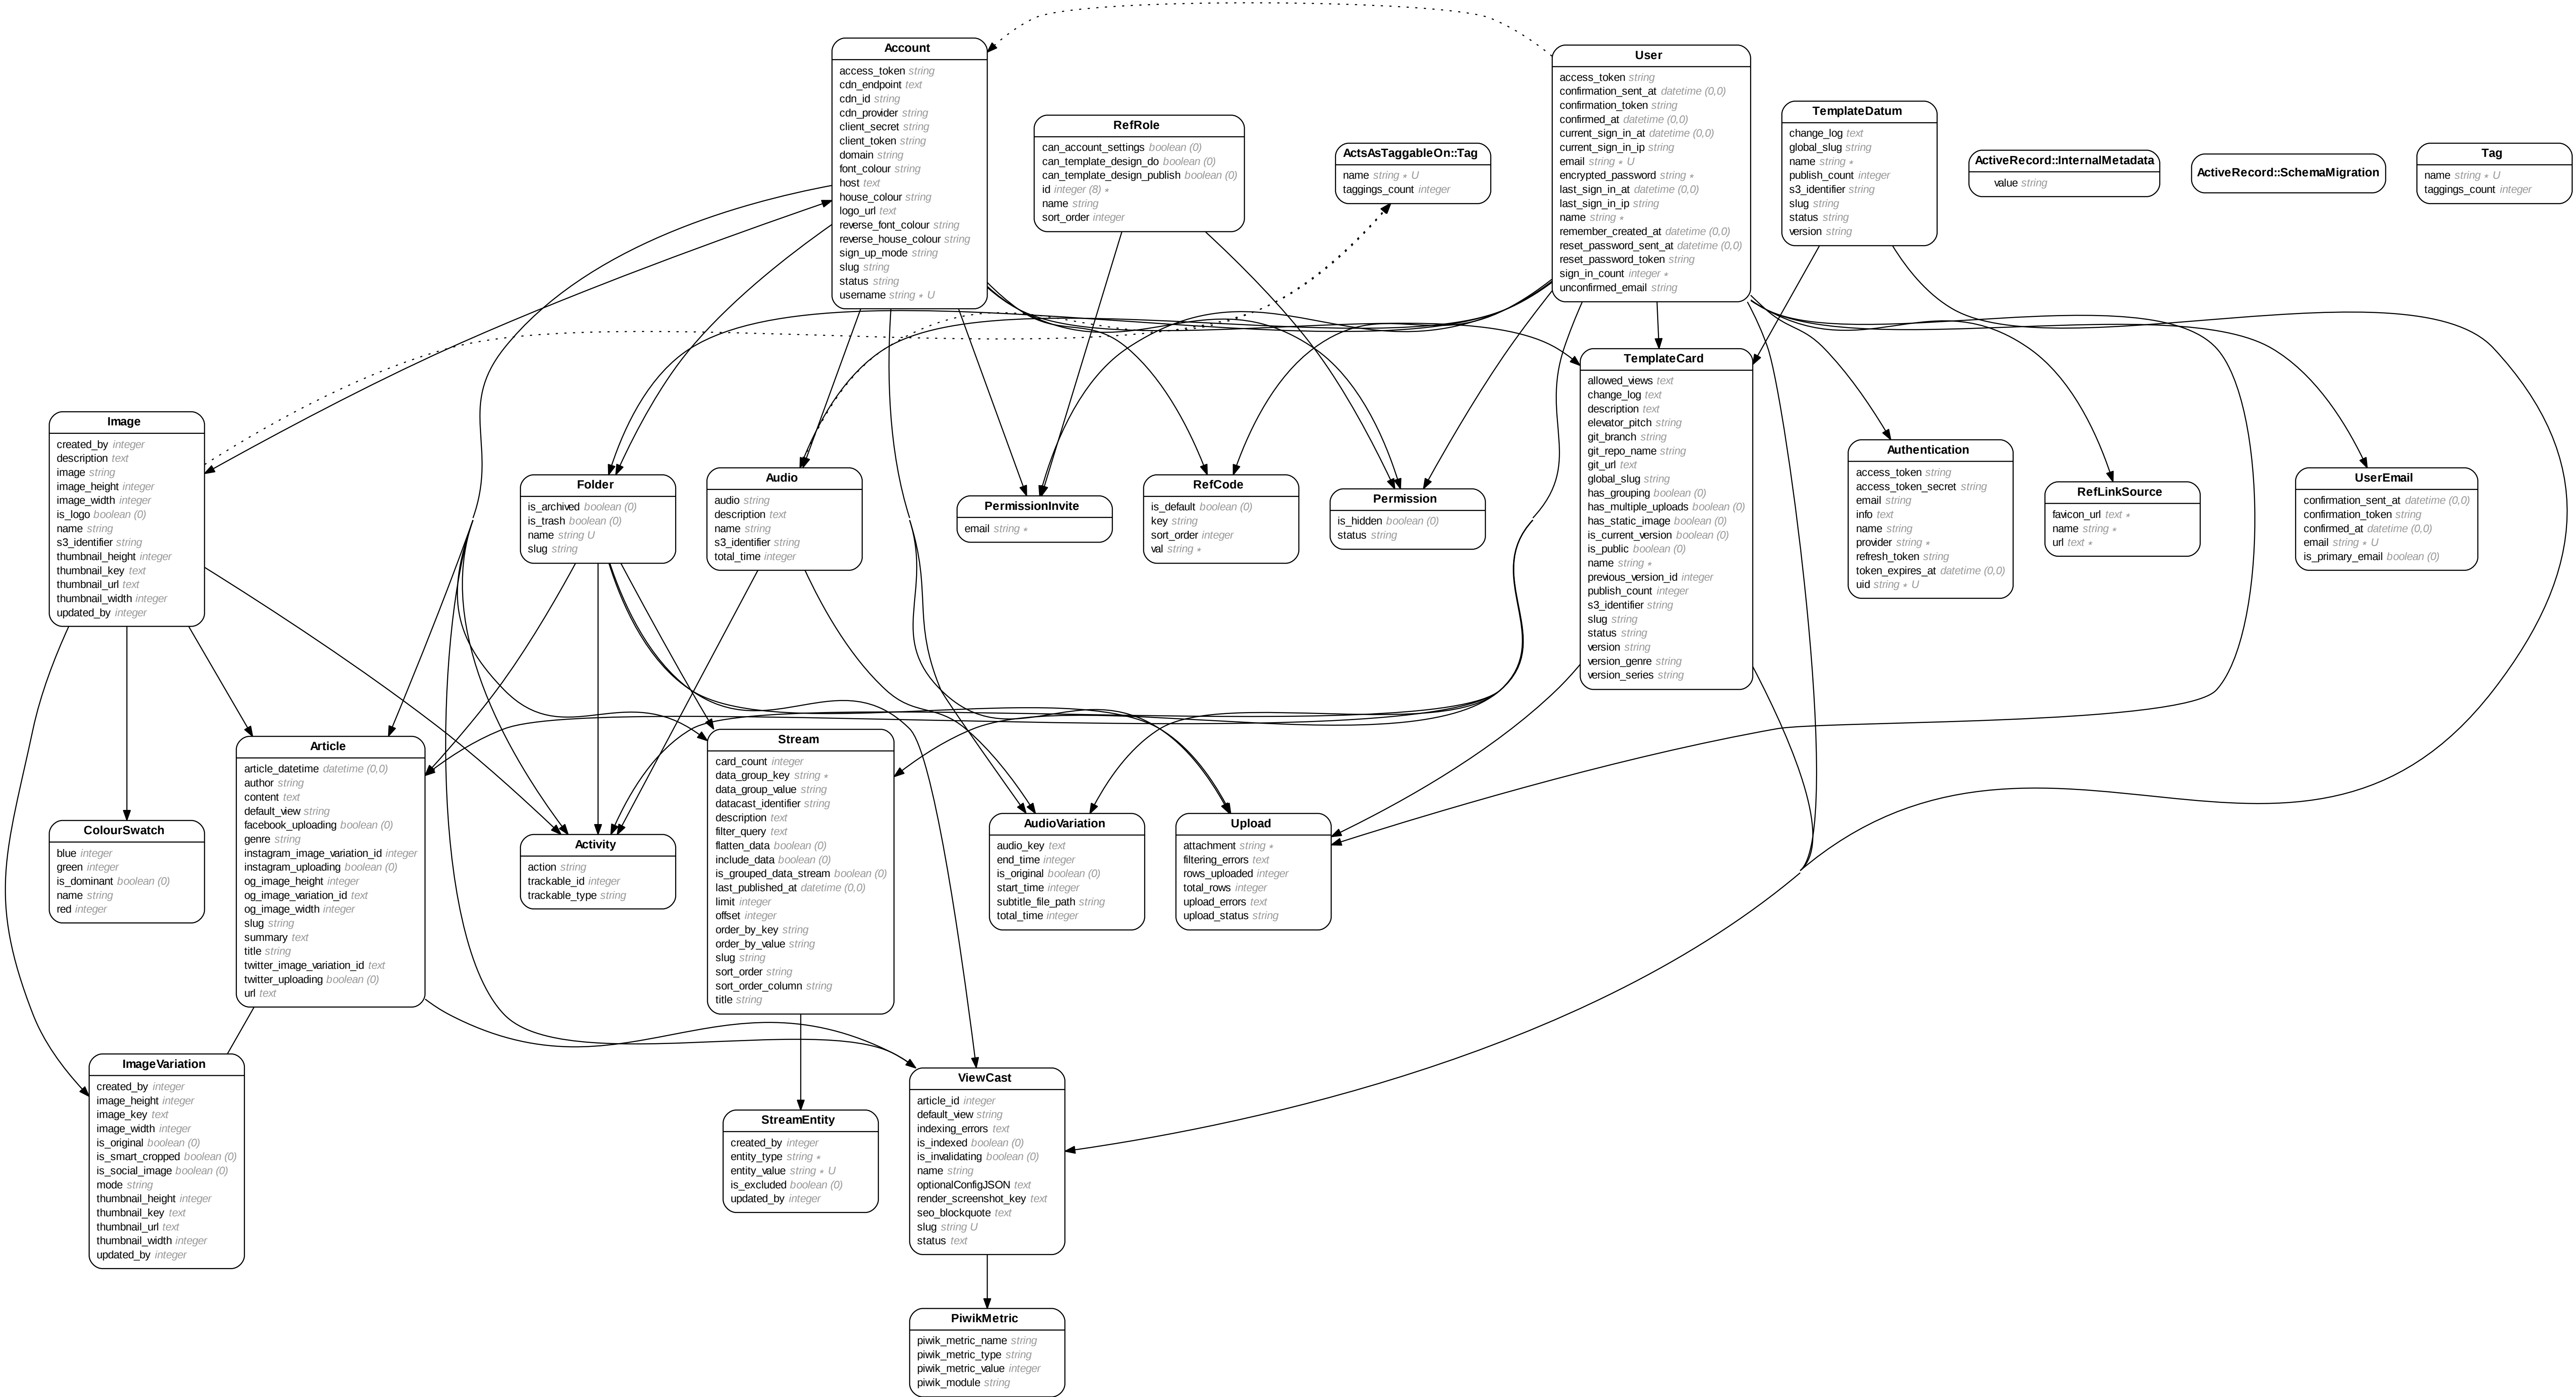 Account
access_token string
cdn_endpoint text
cdn_id string
cdn_provider string
client_secret string
client_token string
domain string
font_colour string
host text
house_colour string
logo_url text
reverse_font_colour string
reverse_house_colour string
sign_up_mode string
slug string
status string
username string ∗ U
User
access_token string
confirmation_sent_at datetime (0,0)
confirmation_token string
confirmed_at datetime (0,0)
current_sign_in_at datetime (0,0)
current_sign_in_ip string
email string ∗ U
encrypted_password string ∗
last_sign_in_at datetime (0,0)
last_sign_in_ip string
name string ∗
remember_created_at datetime (0,0)
reset_password_sent_at datetime (0,0)
reset_password_token string
sign_in_count integer ∗
unconfirmed_email string
RefRole
can_account_settings boolean (0)
can_template_design_do boolean (0)
can_template_design_publish boolean (0)
id integer (8) ∗
name string
sort_order integer
ActsAsTaggableOn::Tag
name string ∗ U
taggings_count integer
TemplateDatum
change_log text
global_slug string
name string ∗
publish_count integer
s3_identifier string
slug string
status string
version string
ActiveRecord::InternalMetadata
value string
ActiveRecord::SchemaMigration
Tag
name string ∗ U
taggings_count integer
Image
created_by integer
description text
image string
image_height integer
image_width integer
is_logo boolean (0)
name string
s3_identifier string
thumbnail_height integer
thumbnail_key text
thumbnail_url text
thumbnail_width integer
updated_by integer
Folder
is_archived boolean (0)
is_trash boolean (0)
name string U
slug string
Audio
audio string
description text
name string
s3_identifier string
total_time integer
PermissionInvite
email string ∗
RefCode
is_default boolean (0)
key string
sort_order integer
val string ∗
Permission
is_hidden boolean (0)
status string
TemplateCard
allowed_views text
change_log text
description text
elevator_pitch string
git_branch string
git_repo_name string
git_url text
global_slug string
has_grouping boolean (0)
has_multiple_uploads boolean (0)
has_static_image boolean (0)
is_current_version boolean (0)
is_public boolean (0)
name string ∗
previous_version_id integer
publish_count integer
s3_identifier string
slug string
status string
version string
version_genre string
version_series string
Authentication
access_token string
access_token_secret string
email string
info text
name string
provider string ∗
refresh_token string
token_expires_at datetime (0,0)
uid string ∗ U
RefLinkSource
favicon_url text ∗
name string ∗
url text ∗
UserEmail
confirmation_sent_at datetime (0,0)
confirmation_token string
confirmed_at datetime (0,0)
email string ∗ U
is_primary_email boolean (0)
ColourSwatch
blue integer
green integer
is_dominant boolean (0)
name string
red integer
Article
article_datetime datetime (0,0)
author string
content text
default_view string
facebook_uploading boolean (0)
genre string
instagram_image_variation_id integer
instagram_uploading boolean (0)
og_image_height integer
og_image_variation_id text
og_image_width integer
slug string
summary text
title string
twitter_image_variation_id text
twitter_uploading boolean (0)
url text
Activity
action string
trackable_id integer
trackable_type string
Stream
card_count integer
data_group_key string ∗
data_group_value string
datacast_identifier string
description text
filter_query text
flatten_data boolean (0)
include_data boolean (0)
is_grouped_data_stream boolean (0)
last_published_at datetime (0,0)
limit integer
offset integer
order_by_key string
order_by_value string
slug string
sort_order string
sort_order_column string
title string
AudioVariation
audio_key text
end_time integer
is_original boolean (0)
start_time integer
subtitle_file_path string
total_time integer
Upload
attachment string ∗
filtering_errors text
rows_uploaded integer
total_rows integer
upload_errors text
upload_status string
ImageVariation
created_by integer
image_height integer
image_key text
image_width integer
is_original boolean (0)
is_smart_cropped boolean (0)
is_social_image boolean (0)
mode string
thumbnail_height integer
thumbnail_key text
thumbnail_url text
thumbnail_width integer
updated_by integer
StreamEntity
created_by integer
entity_type string ∗
entity_value string ∗ U
is_excluded boolean (0)
updated_by integer
ViewCast
article_id integer
default_view string
indexing_errors text
is_indexed boolean (0)
is_invalidating boolean (0)
name string
optionalConfigJSON text
render_screenshot_key text
seo_blockquote text
slug string U
status text
PiwikMetric
piwik_metric_name string
piwik_metric_type string
piwik_metric_value integer
piwik_module string